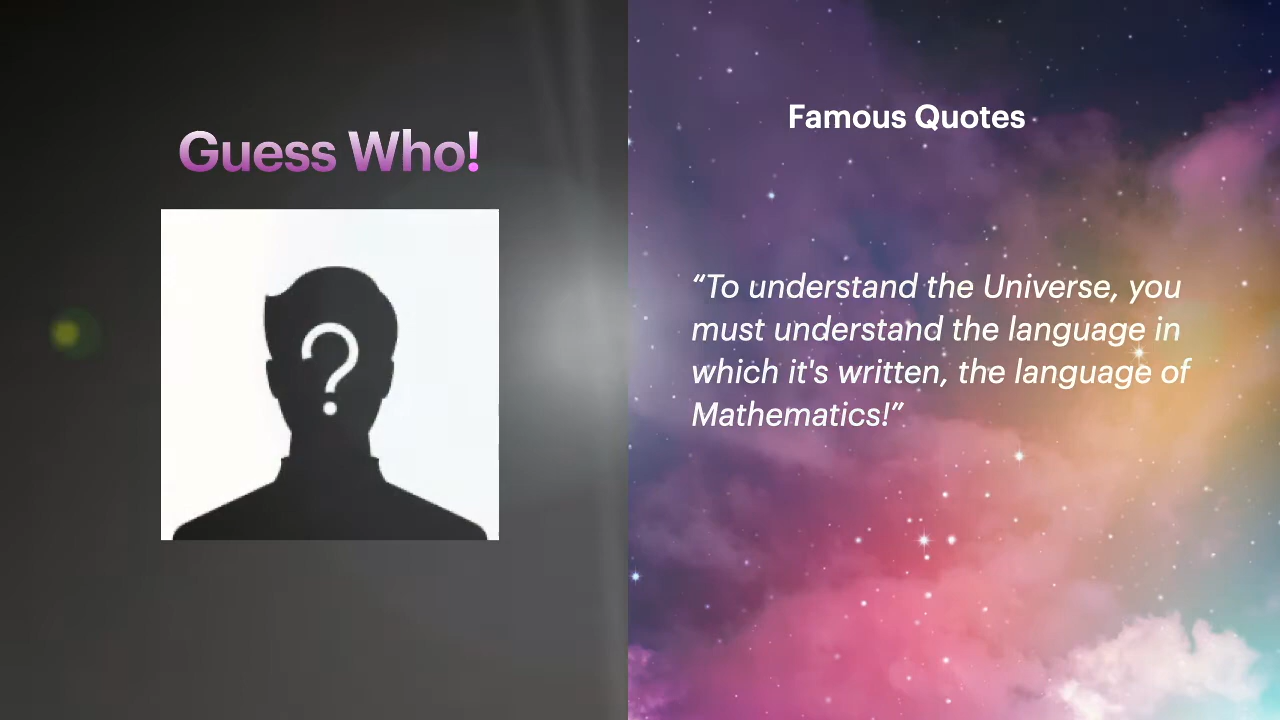 Guess Who!
?
Famous Quotes
“To understand the Universe, you
must understand the language in
which it's written, the language of
Mathematics!”